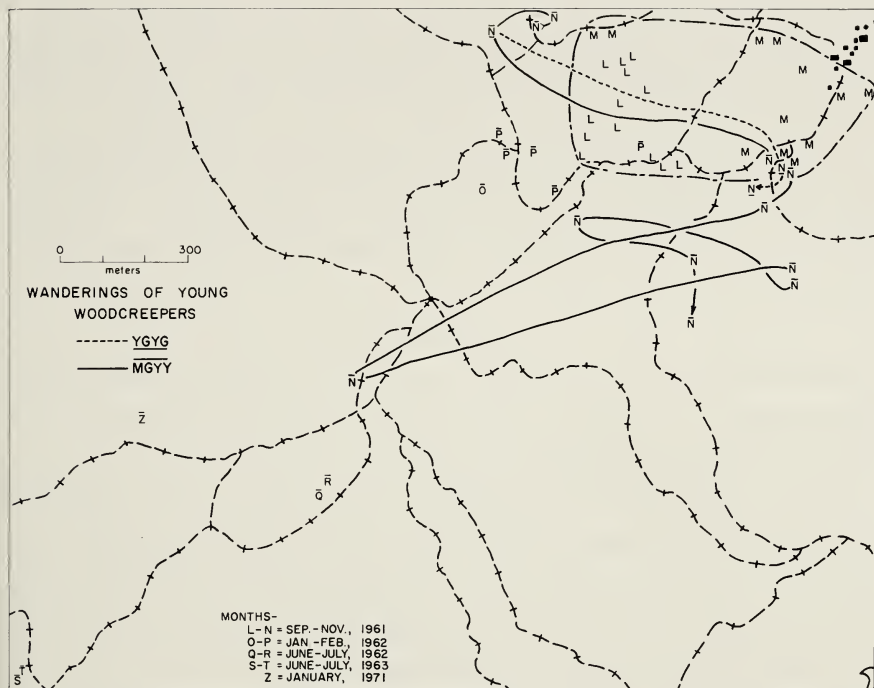 N̄
N̄ N̄
M M
M M
L L L
L M
L M M
L
L M
L
P̄ L
P̄ P̄ P̄ M
M M
L L N̄ M
L L N̄
N̄
Ō P̄ N̄
N̄
N̄
0 300
meters
N̄
N̄
N̄
WANDERINGS OF YOUNG
WOODCREEPERS
N̄
YGYG
MGYY
N̄
Z̄
R̄
Q̄
MONTHS-
L-N = SEP.-NOV., 1961
O-P = JAN.-FEB., 1962
Q-R = JUNE-JULY, 1962
S-T = JUNE-JULY, 1963
Z = JANUARY, 1971
S̄ T